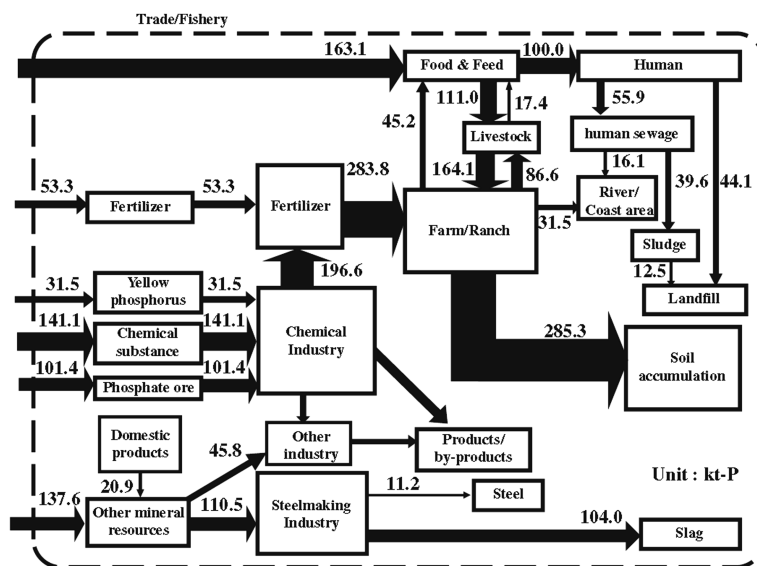 Trade/Fishery
163.1
Food & Feed
100.0
Human
45.2
111.0
17.4
55.9
Livestock
human sewage
53.3
Fertilizer
53.3
Fertilizer
283.8
164.1
86.6
16.1
39.6
44.1
Farm/Ranch
31.5
River/
Coast area
Sludge
12.5
Landfill
196.6
31.5
Yellow
phosphorus
31.5
141.1
Chemical
substance
141.1
Chemical
Industry
101.4
Phosphate ore
101.4
285.3
Soil
accumulation
Domestic
products
20.9
45.8
Other
industry
Products/
by-products
Unit : kt-P
137.6
Other mineral
resources
110.5
Steelmaking
Industry
11.2
Steel
104.0
Slag